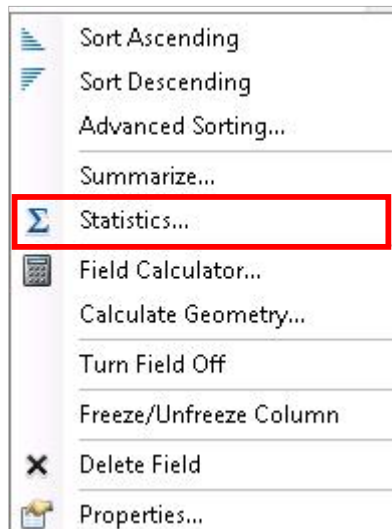 Sort Ascending
Sort Descending
Advanced Sorting...
Summarize...
Σ Statistics...
Field Calculator...
Calculate Geometry...
Turn Field Off
Freeze/Unfreeze Column
Delete Field
Properties...